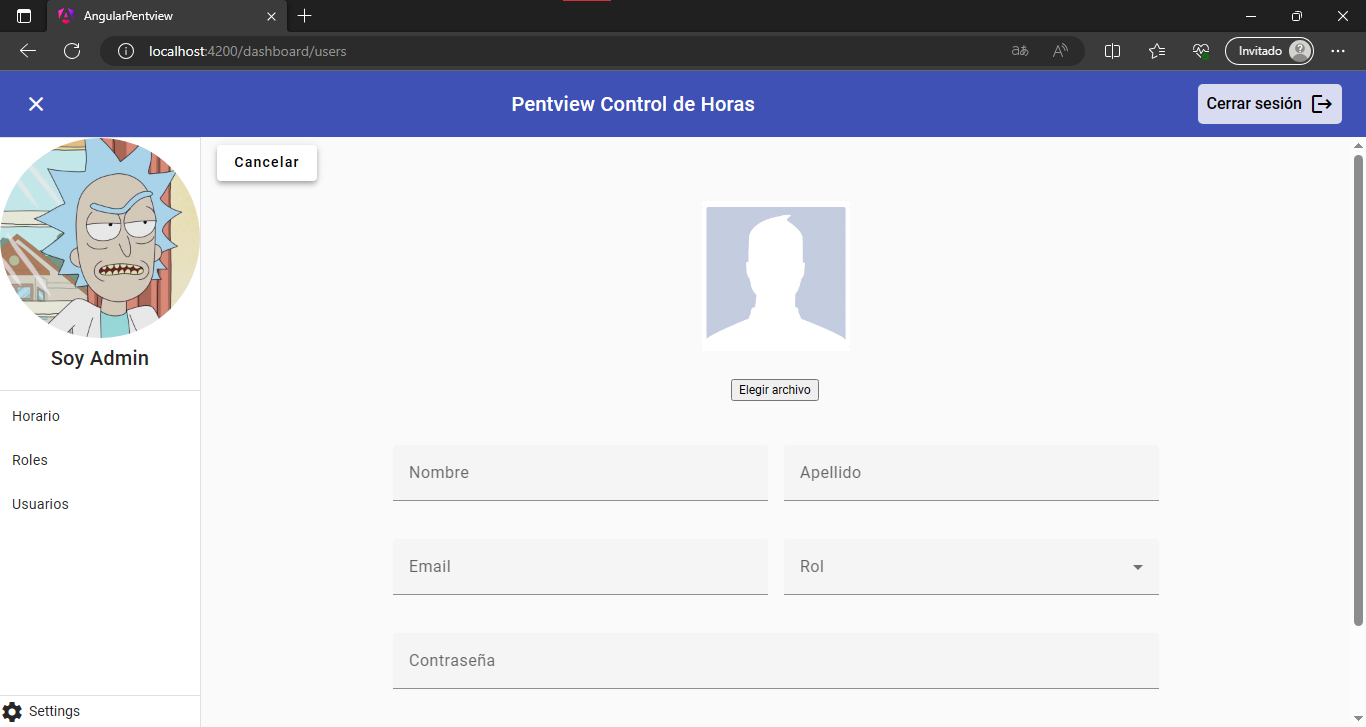 AngularPentview
localhost:4200/dashboard/users
Invitado
Pentview Control de Horas
Cerrar sesión
Cancelar
Soy Admin
Horario
Roles
Usuarios
Settings
Elegir archivo
Nombre
Apellido
Email
Rol
Contraseña